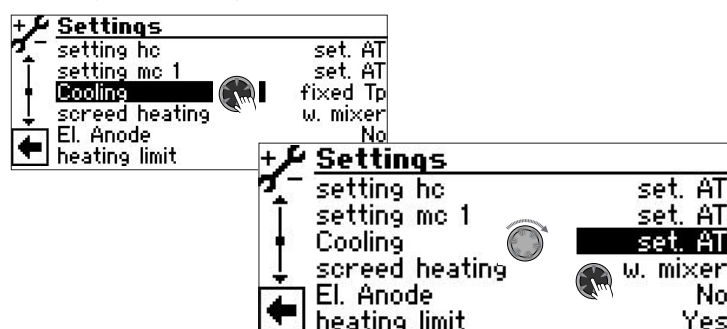 Settings
setting hc set. AT
setting mc 1 set. AT
Cooling fixed Tp
screed heating w. mixer
El. Anode No
heating limit
Settings
setting hc set. AT
setting mc 1 set. AT
Cooling set. AT
screed heating w. mixer
El. Anode No
heating limit Yes